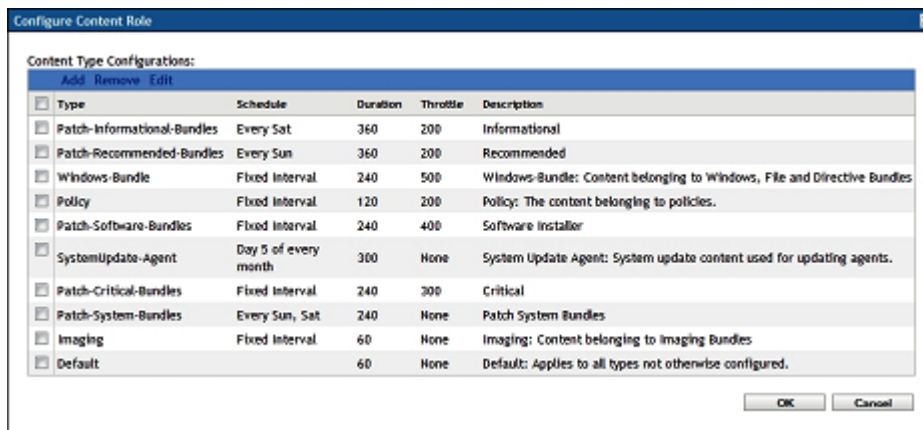 Configure Content Role
Content Type Configurations:
Add Remove Edit
Type Schedule Duration Throttle Description
Patch-Informational-Bundles Every Sat 360 200 Informational
Patch-Recommended-Bundles Every Sun 360 200 Recommended
Windows-Bundle Fixed Interval 240 500 Windows-Bundle: Content belonging to Windows, File and Directive Bundles
Policy Fixed Interval 120 200 Policy: The content belonging to policies.
Patch-Software-Bundles Fixed Interval 240 400 Software Installer
SystemUpdate-Agent Day 5 of every month 300 None System Update Agent: System update content used for updating agents.
Patch-Critical-Bundles Fixed Interval 240 300 Critical
Patch-System-Bundles Every Sun, Sat 240 None Patch System Bundles
Imaging Fixed Interval 60 None Imaging: Content belonging to Imaging Bundles
Default 60 None Default: Applies to all types not otherwise configured.
OK Cancel